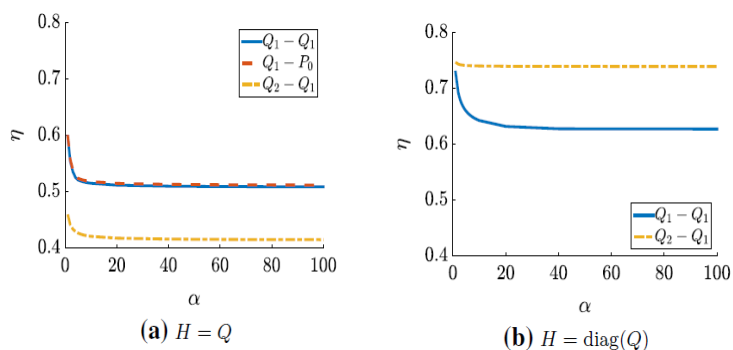 0.8
0.7
0.6
0.5
0.4
η
Q₁ − Q₁
Q₁ − P₀
Q₂ − Q₁
0 20 40 60 80 100
α
(a) H = Q
0.8
0.7
0.6
0.5
0.4
η
Q₁ − Q₁
Q₂ − Q₁
0 20 40 60 80 100
α
(b) H = diag(Q)